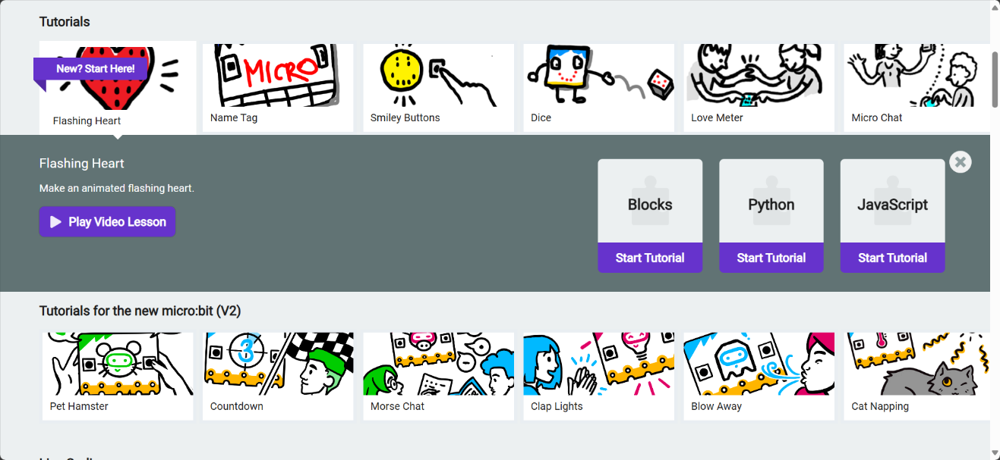 Tutorials
New? Start Here!
MICRO
Flashing Heart
Name Tag
Smiley Buttons
Dice
Love Meter
Micro Chat
Flashing Heart
Make an animated flashing heart.
Play Video Lesson
Blocks
Python
JavaScript
Start Tutorial
Start Tutorial
Start Tutorial
Tutorials for the new micro:bit (V2)
3
Pet Hamster
Countdown
Morse Chat
Clap Lights
Blow Away
Cat Napping